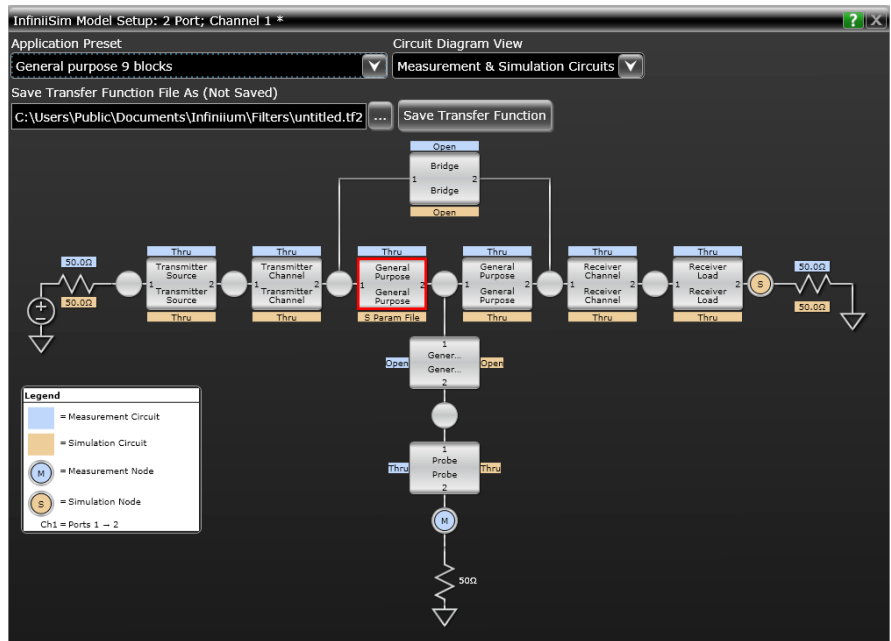 InfiniiSim Model Setup: 2 Port; Channel 1 *
? X
Application Preset
Circuit Diagram View
General purpose 9 blocks
Measurement & Simulation Circuits
Save Transfer Function File As (Not Saved)
C:\Users\Public\Documents\Infiniium\Filters\untitled.tf2
...
Save Transfer Function
Open
Bridge
1 2
Bridge
Open
50.0Ω
50.0Ω
+
−
Thru
Transmitter
Source
1 2
Transmitter
Source
Thru
Thru
Transmitter
Channel
1 2
Transmitter
Channel
Thru
Thru
General
Purpose
1 2
General
Purpose
S Param File
Thru
General
Purpose
1 2
General
Purpose
Thru
Thru
Receiver
Channel
1 2
Receiver
Channel
Thru
Thru
Receiver
Load
1 2
Receiver
Load
Thru
S
50.0Ω
50.0Ω
1
Gener...
Open Open
Gener...
2
1
Probe
Thru Thru
Probe
2
M
50Ω
Legend
= Measurement Circuit
= Simulation Circuit
M = Measurement Node
S = Simulation Node
Ch1 = Ports 1 → 2